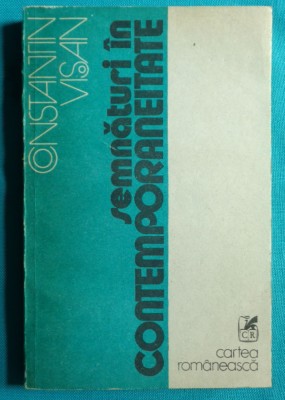 CONSTANTIN
VIȘAN
semnături în
CONTEMPORANEITATE
CR
cartea
românească